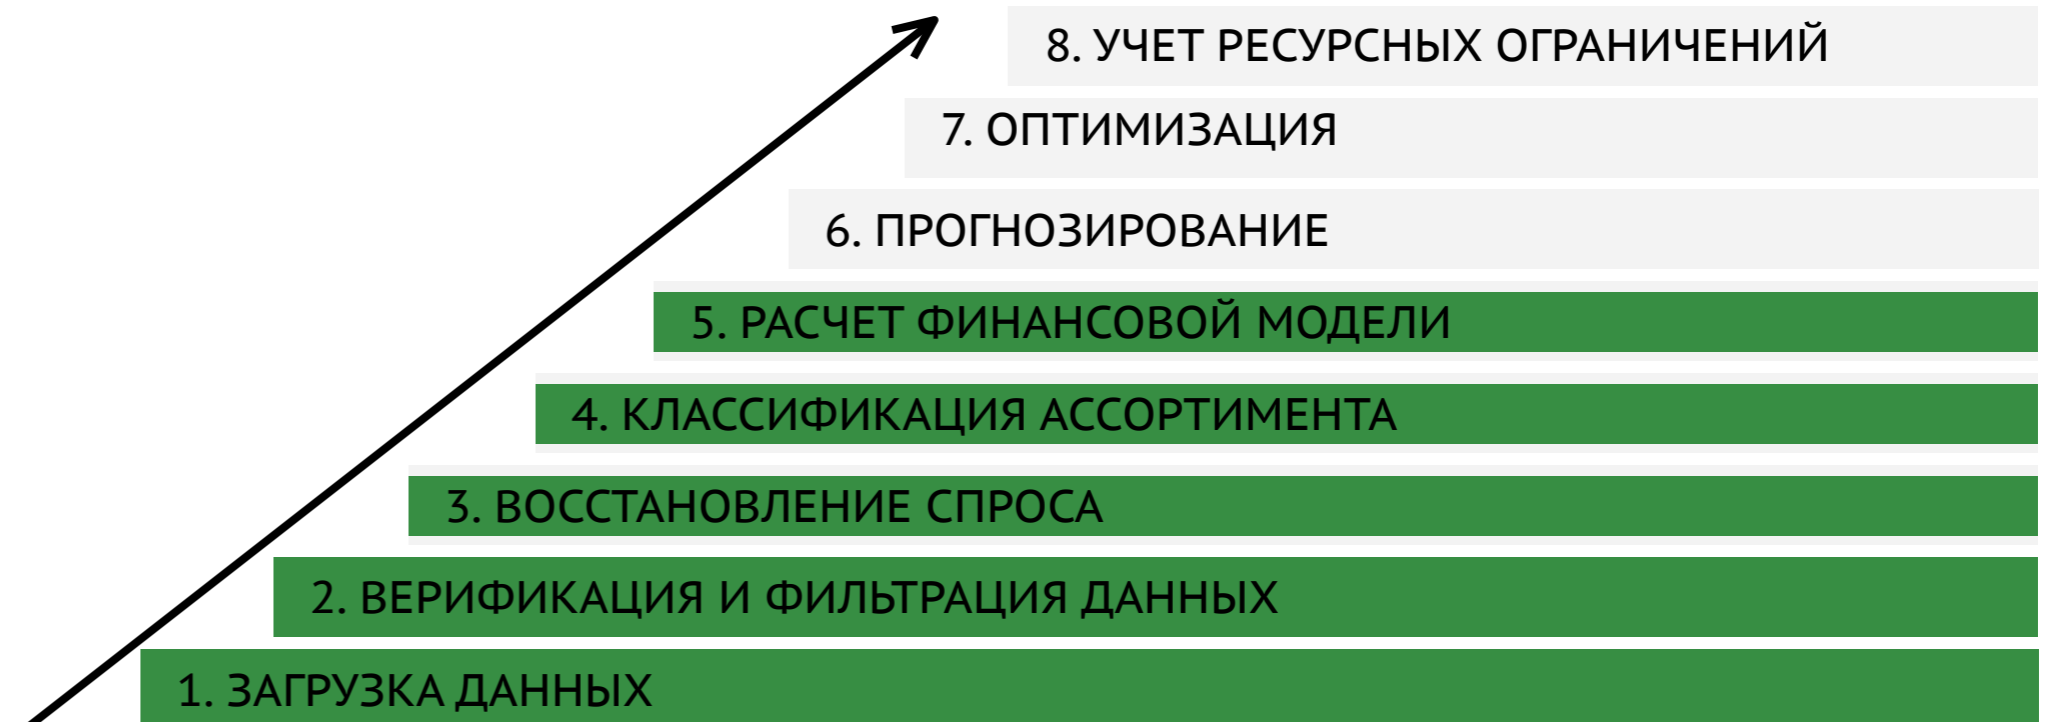 8. УЧЕТ РЕСУРСНЫХ ОГРАНИЧЕНИЙ
7. ОПТИМИЗАЦИЯ
6. ПРОГНОЗИРОВАНИЕ
5. РАСЧЕТ ФИНАНСОВОЙ МОДЕЛИ
4. КЛАССИФИКАЦИЯ АССОРТИМЕНТА
3. ВОССТАНОВЛЕНИЕ СПРОСА
2. ВЕРИФИКАЦИЯ И ФИЛЬТРАЦИЯ ДАННЫХ
1. ЗАГРУЗКА ДАННЫХ